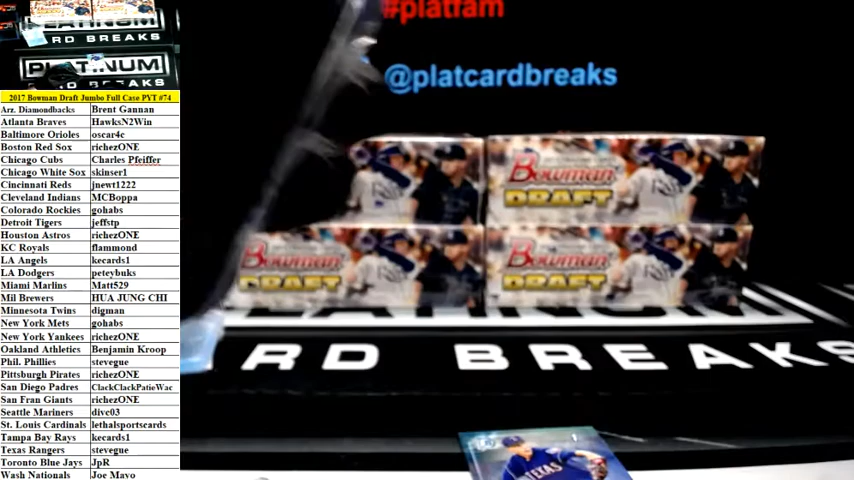 PLATINUM
CARD BREAKS
PLATINUM
CARD BREAKS
2017 Bowman Draft Jumbo Full Case PYT #74
Arz. Diamondbacks Brent Gannan
Atlanta Braves HawksN2Win
Baltimore Orioles oscar4c
Boston Red Sox richezONE
Chicago Cubs Charles Pfeiffer
Chicago White Sox skinser1
Cincinnati Reds jnewt1222
Cleveland Indians MCBoppa
Colorado Rockies gohabs
Detroit Tigers jeffstp
Houston Astros richezONE
KC Royals flammond
LA Angels kecards1
LA Dodgers peteybuks
Miami Marlins Matt529
Mil Brewers HUA JUNG CHI
Minnesota Twins digman
New York Mets gohabs
New York Yankees richezONE
Oakland Athletics Benjamin Kroop
Phil. Phillies stevegue
Pittsburgh Pirates richezONE
San Diego Padres ClackClackPatieWac
San Fran Giants richezONE
Seattle Mariners divc03
St. Louis Cardinals lethalsportscards
Tampa Bay Rays kecards1
Texas Rangers stevegue
Toronto Blue Jays JpR
Wash Nationals Joe Mayo
#platfam
@platcardbreaks
Bowman
DRAFT
Bowman
DRAFT
Bowman
DRAFT
RD BREAKS
TEXAS